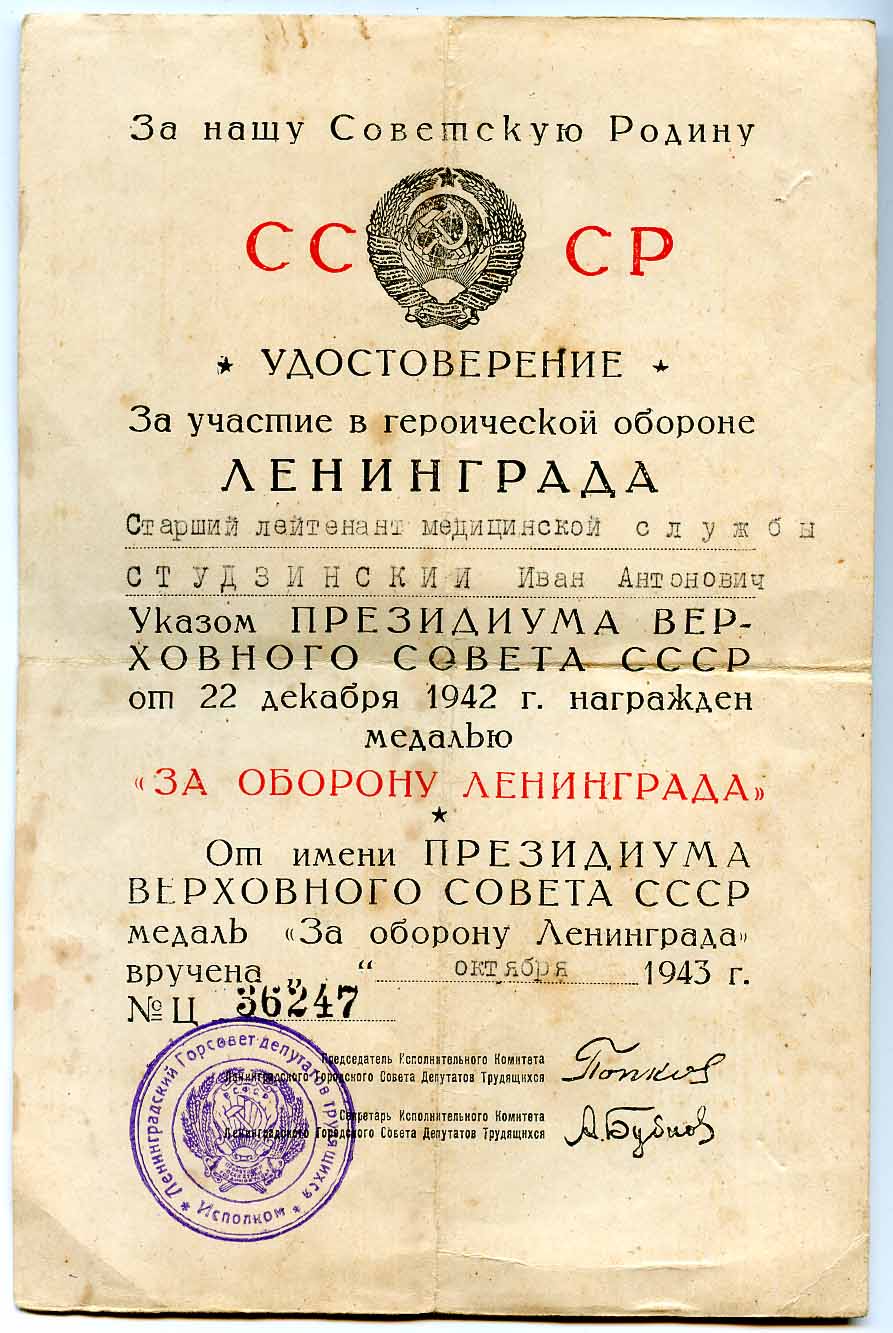 За нашу Советскую Родину
СС СР
УДОСТОВЕРЕНИЕ
За участие в героической обороне
ЛЕНИНГРАДА
Старший лейтенант медицинской службы
СТУДЗИНСКИЙ Иван Антонович
Указом ПРЕЗИДИУМА ВЕР-
ХОВНОГО СОВЕТА СССР
от 22 декабря 1942 г. награжден
медалью
«ЗА ОБОРОНУ ЛЕНИНГРАДА»
От имени ПРЕЗИДИУМА
ВЕРХОВНОГО СОВЕТА СССР
медаль «За оборону Ленинграда»
вручена „ “ октября 1943 г.
№ Ц 36247
Председатель Исполнительного Комитета
Ленинградского Городского Совета Депутатов Трудящихся
Попков
Секретарь Исполнительного Комитета
Ленинградского Городского Совета Депутатов Трудящихся
А. Бубнов
Ленинградский Горсовет депутатов трудящихся
Исполком